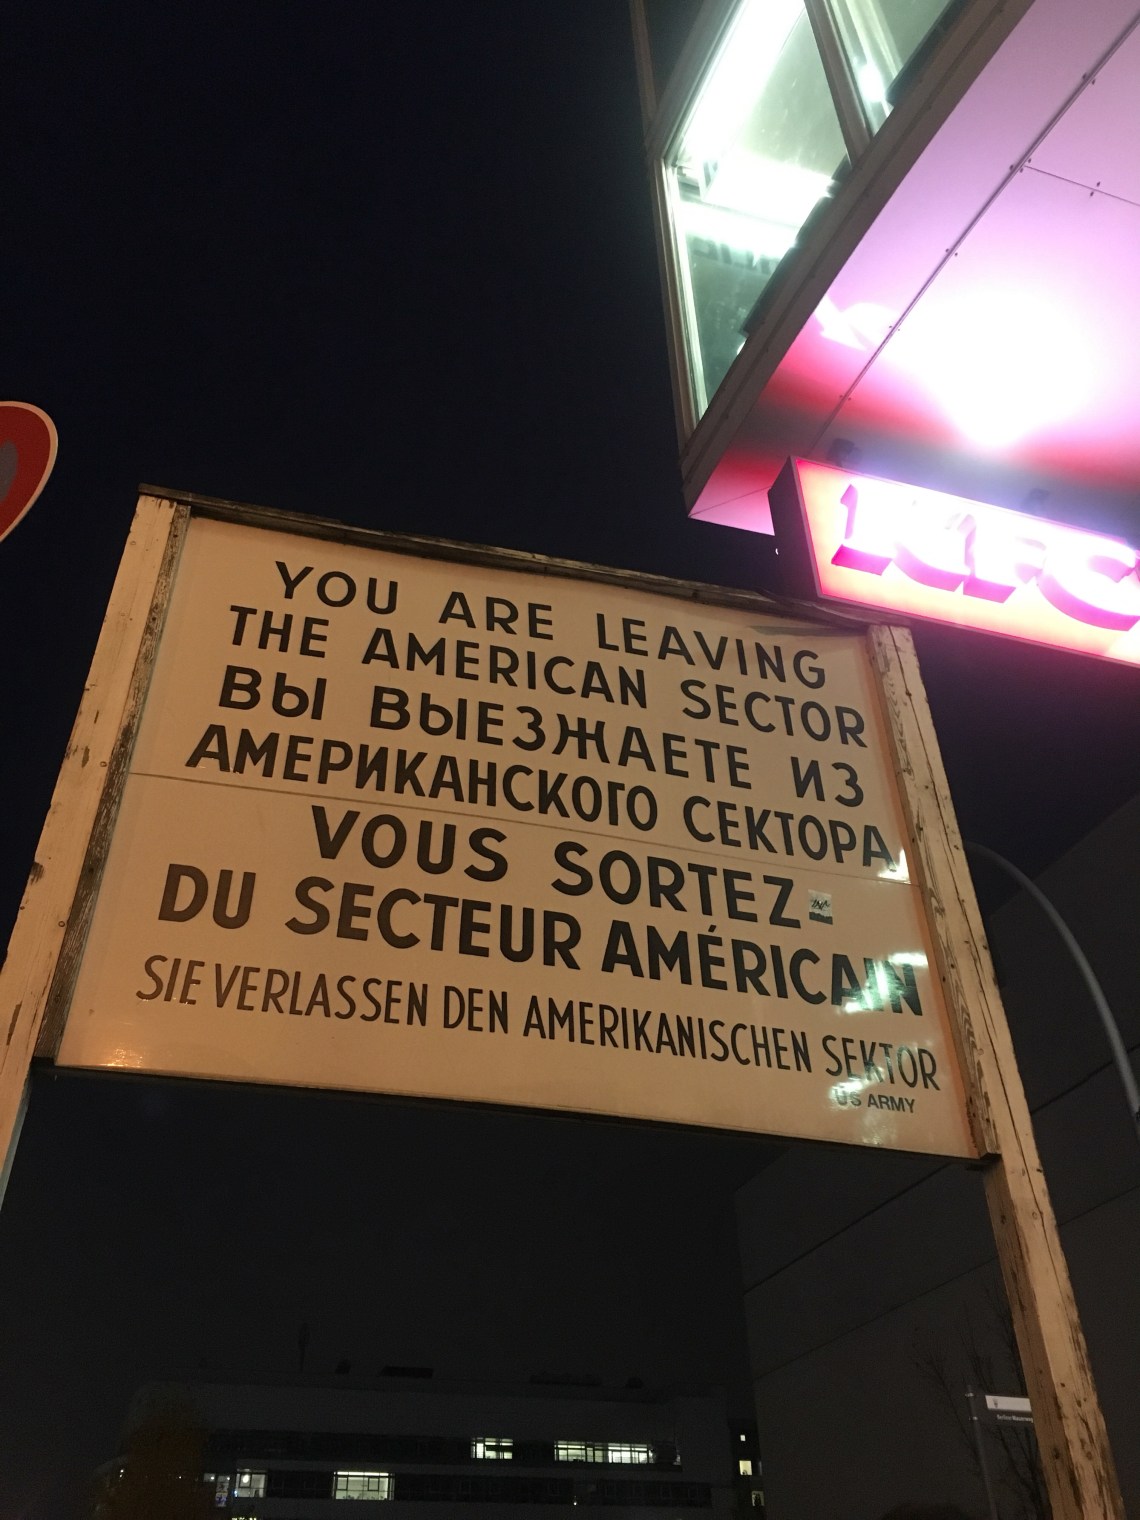 KFC
YOU ARE LEAVING
THE AMERICAN SECTOR
ВЫ ВЫЕЗЖАЕТЕ ИЗ
АМЕРИКАНСКОГО СЕКТОРА
VOUS SORTEZ
DU SECTEUR AMÉRICAIN
SIE VERLASSEN DEN AMERIKANISCHEN SEKTOR
US ARMY